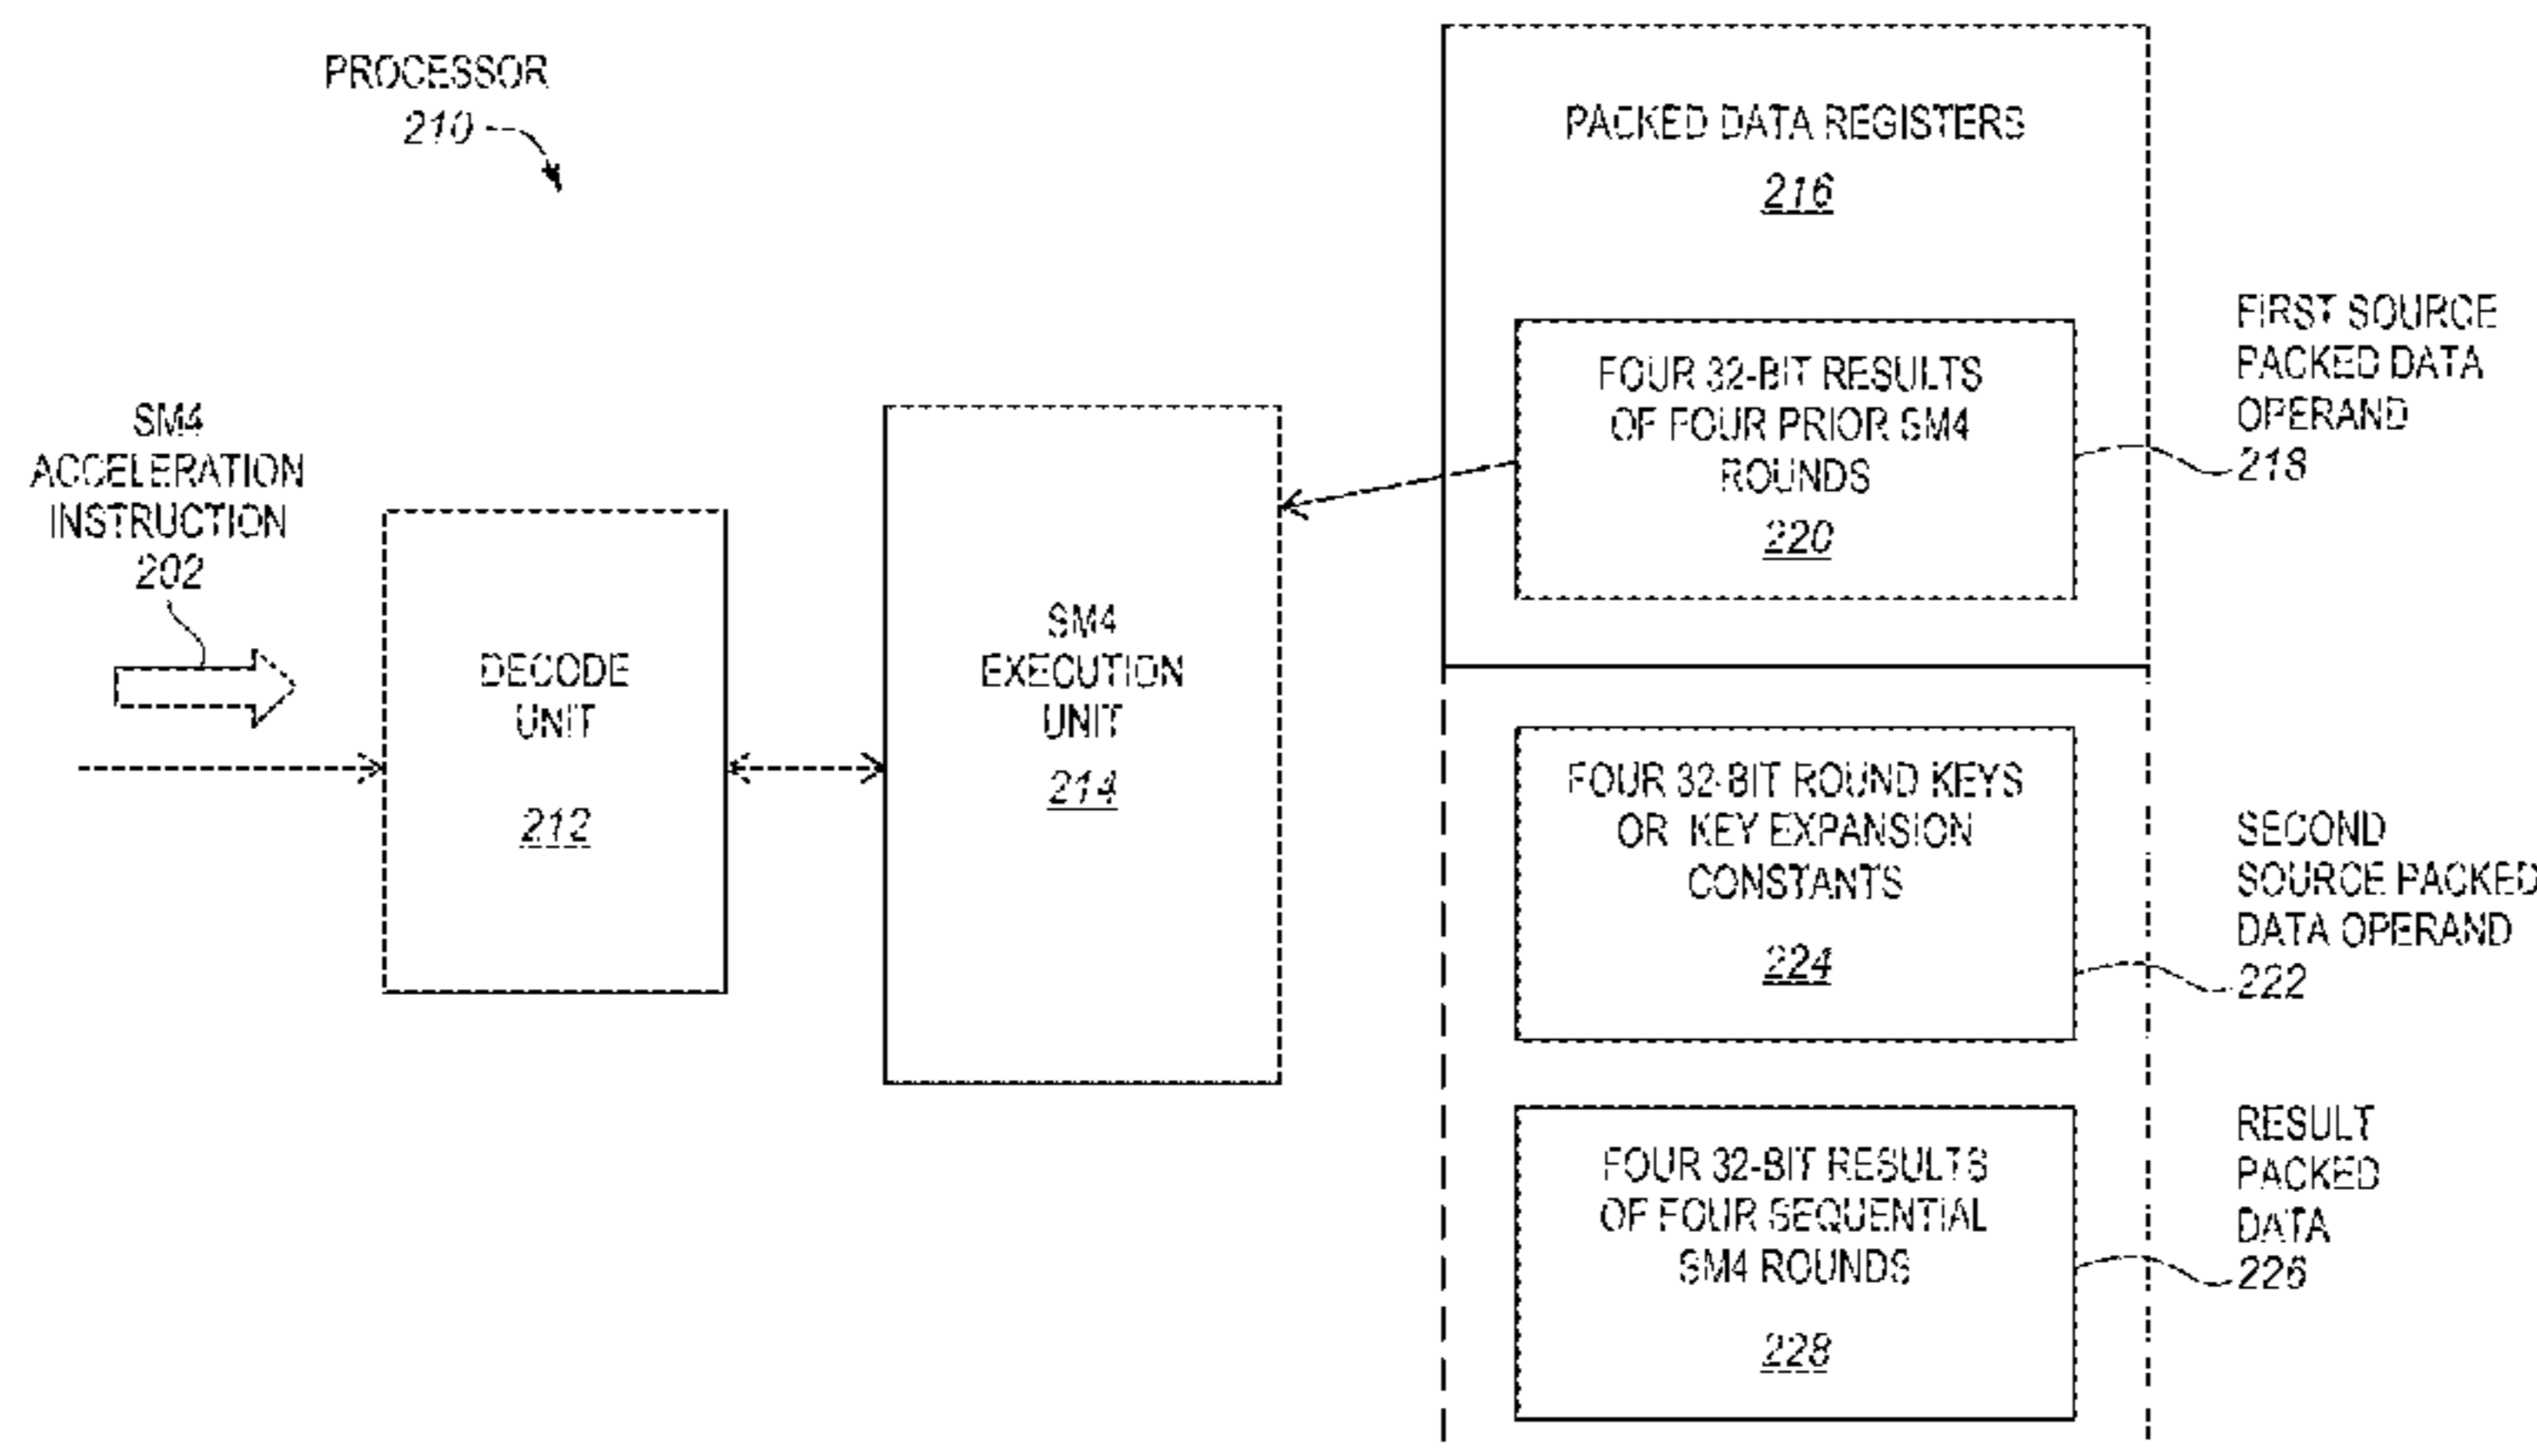 PROCESSOR
210
SM4
ACCELERATION
INSTRUCTION
202
DECODE
UNIT
212
SM4
EXECUTION
UNIT
214
PACKED DATA REGISTERS
216
FOUR 32-BIT RESULTS
OF FOUR PRIOR SM4
ROUNDS
220
FIRST SOURCE
PACKED DATA
OPERAND
218
FOUR 32-BIT ROUND KEYS
OR KEY EXPANSION
CONSTANTS
224
SECOND
SOURCE PACKED
DATA OPERAND
222
FOUR 32-BIT RESULTS
OF FOUR SEQUENTIAL
SM4 ROUNDS
228
RESULT
PACKED
DATA
226